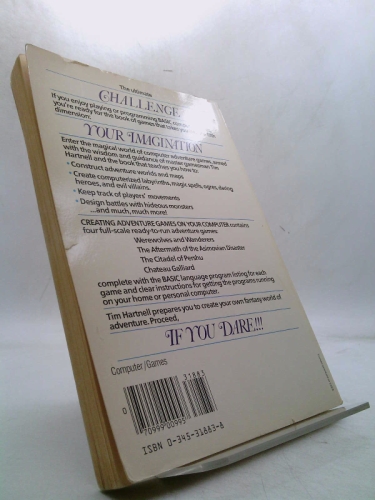 The ultimate
CHALLENGE
If you enjoy playing or programming BASIC
you're ready for the book of games that takes
dimension:
YOUR IMAGINATION
Enter the magical world of computer adventure games, armed
with the wisdom and guidance of master gamesman Tim
Hartnell and the book that teaches you how to:
• Construct adventure worlds and maps
• Create computerized labyrinths, magic spells, ogres, daring
heroes, and evil villains.
• Keep track of players' movements
• Design battles with hideous monsters
...and much, much more!
CREATING ADVENTURE GAMES ON YOUR COMPUTER contains
four full-scale ready-to-run adventure games:
Werewolves and Wanderers
The Aftermath of the Asimovian Disaster
The Citadel of Pershu
Chateau Galliard
complete with the BASIC language program listing for each
game and clear instructions for getting the programs running
on your home or personal computer.
Tim Hartnell prepares you to create your own fantasy world of
adventure. Proceed,
IF YOU DARE!!!
Computer/Games
31883
0
70999 00995
ISBN 0-345-31883-8